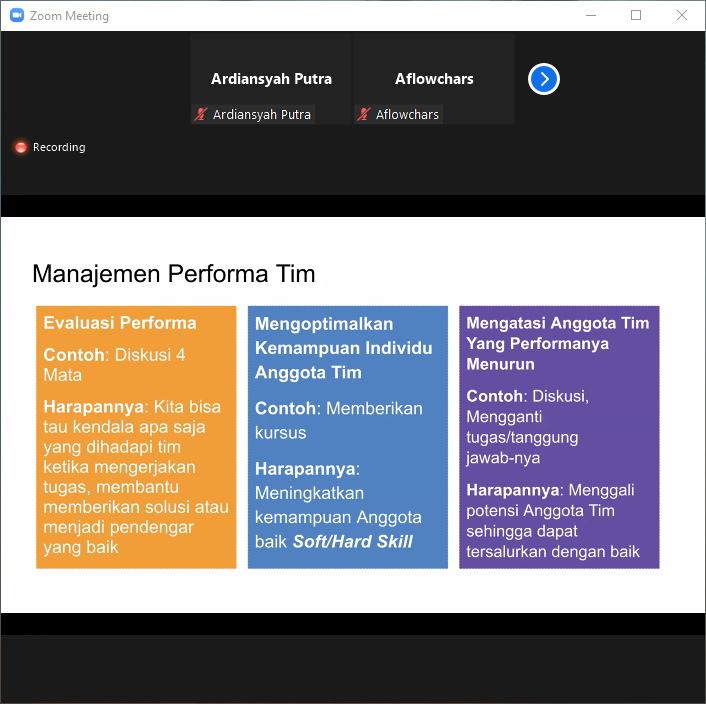 Zoom Meeting
Ardiansyah Putra
Aflowchars
Ardiansyah Putra
Aflowchars
Recording
Manajemen Performa Tim
Evaluasi Performa
Contoh: Diskusi 4
Mata
Harapannya: Kita bisa
tau kendala apa saja
yang dihadapi tim
ketika mengerjakan
tugas, membantu
memberikan solusi atau
menjadi pendengar
yang baik
Mengoptimalkan
Kemampuan Individu
Anggota Tim
Contoh: Memberikan
kursus
Harapannya:
Meningkatkan
kemampuan Anggota
baik Soft/Hard Skill
Mengatasi Anggota Tim
Yang Performanya
Menurun
Contoh: Diskusi,
Mengganti
tugas/tanggung
jawab-nya
Harapannya: Menggali
potensi Anggota Tim
sehingga dapat
tersalurkan dengan baik